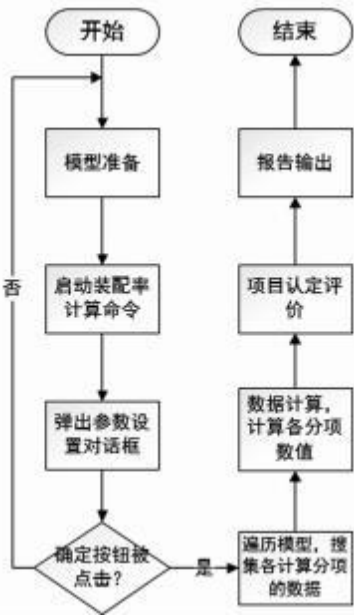 开始
模型准备
启动装配率
计算命令
弹出参数设
置对话框
确定按钮被
点击？
否
是
遍历模型，搜
集各计算分项
的数据
数据计算，
计算各分项
数值
项目认定评
价
报告输出
结束